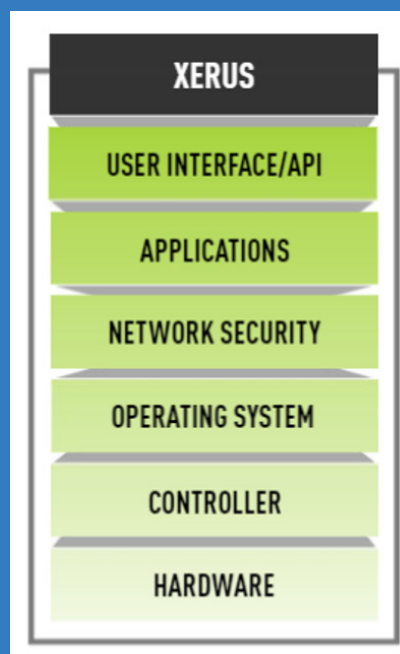 XERUS
USER INTERFACE/API
APPLICATIONS
NETWORK SECURITY
OPERATING SYSTEM
CONTROLLER
HARDWARE